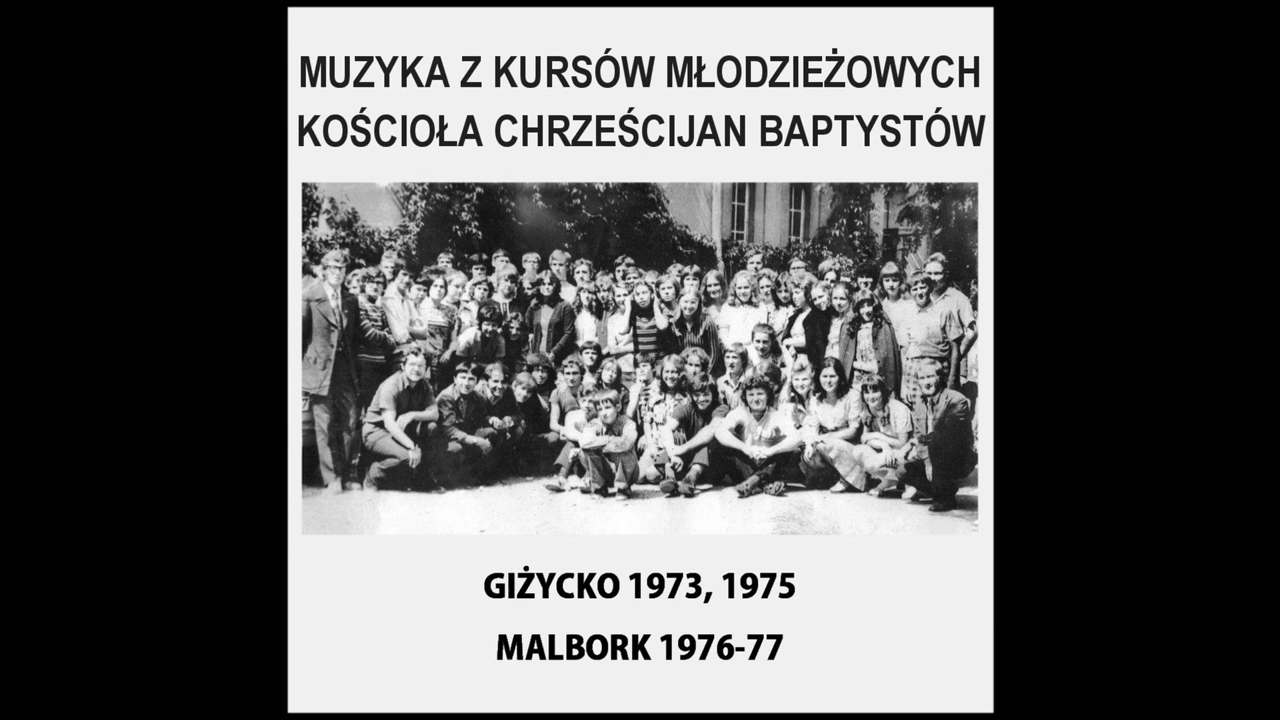 MUZYKA Z KURSÓW MŁODZIEŻOWYCH
KOŚCIOŁA CHRZEŚCIJAN BAPTYSTÓW
GIŻYCKO 1973, 1975
MALBORK 1976-77